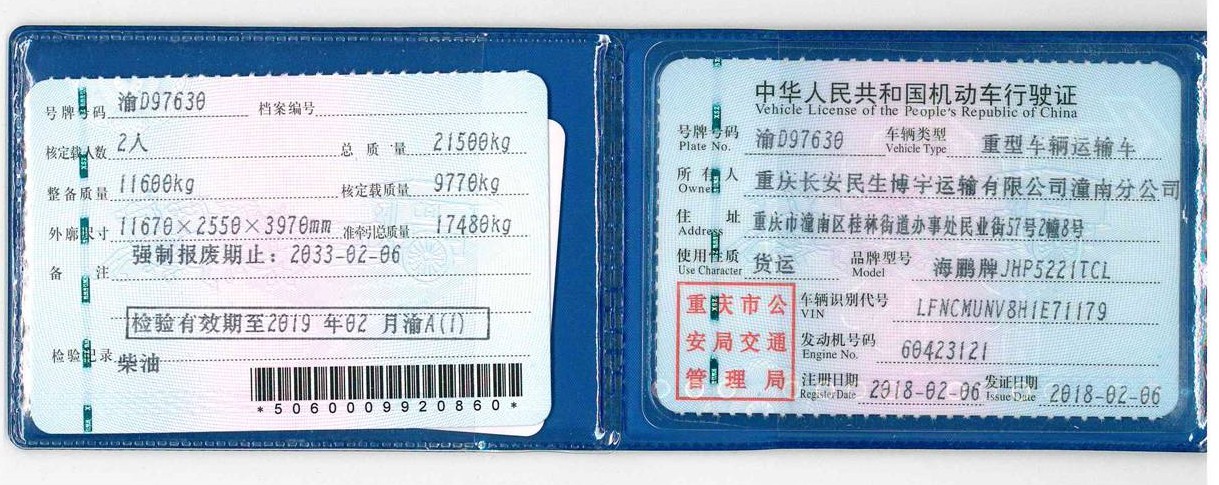 号牌号码 渝D97630 档案编号
核定载人数 2人 总质量 21500kg
整备质量 11600kg 核定载质量 9770kg
外廓尺寸 11670×2550×3970mm 准牵引总质量 17480kg
强制报废期止：2033-02-06
备注
检验有效期至2019 年02 月渝A(1)
检验记录
柴油
*5060009920860*
中华人民共和国机动车行驶证
Vehicle License of the People's Republic of China
号牌号码 渝D97630 车辆类型 重型车辆运输车
Plate No. Vehicle Type
所有人 重庆长安民生博宇运输有限公司潼南分公司
Owner
住址 重庆市潼南区桂林街道办事处民业街57号2幢8号
Address
使用性质 货运 品牌型号 海鹏牌JHP5221TCL
Use Character Model
重庆市公
安局交通
管理局
车辆识别代号 LFNCMUNV8H1E71179
VIN
发动机号码 60423121
Engine No.
注册日期 2018-02-06 发证日期 2018-02-06
Register Date Issue Date